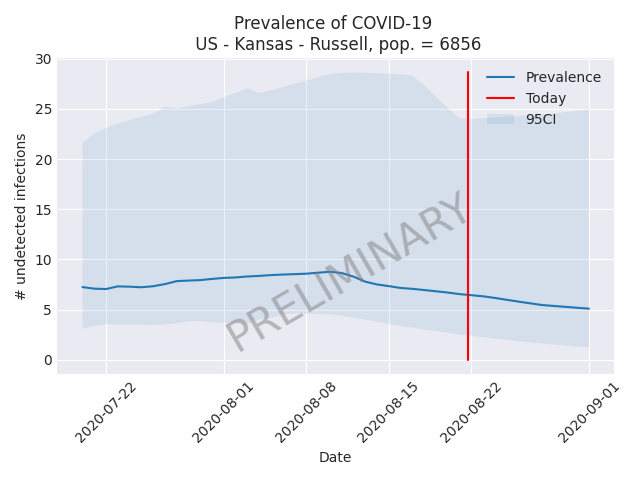 Prevalence of COVID-19
US - Kansas - Russell, pop. = 6856
30
25
20
15
10
5
0
# undetected infections
Prevalence
Today
95CI
PRELIMINARY
2020-07-22
2020-08-01
2020-08-08
2020-08-15
2020-08-22
2020-09-01
Date